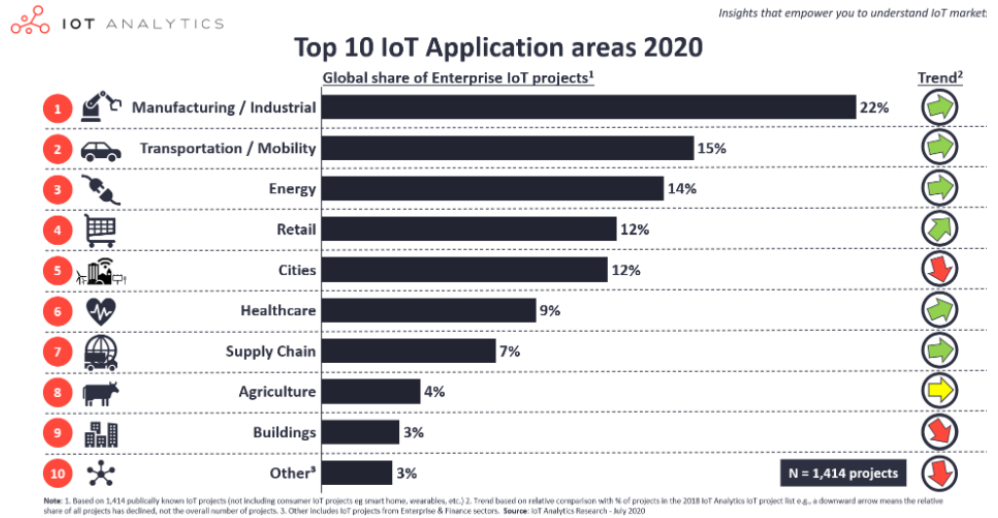 IOT ANALYTICS
Insights that empower you to understand IoT market
Top 10 IoT Application areas 2020
Global share of Enterprise IoT projects¹
Trend²
1 Manufacturing / Industrial 22%
2 Transportation / Mobility 15%
3 Energy 14%
4 Retail 12%
5 Cities 12%
6 Healthcare 9%
7 Supply Chain 7%
8 Agriculture 4%
9 Buildings 3%
10 Other³ 3%
N = 1,414 projects
Note: 1. Based on 1,414 publically known IoT projects (not including consumer IoT projects eg smart home, wearables, etc.) 2. Trend based on relative comparison with % of projects in the 2018 IoT Analytics IoT project list e.g., a downward arrow means the relative
share of all projects has declined, not the overall number of projects. 3. Other includes IoT projects from Enterprise & Finance sectors. Source: IoT Analytics Research - July 2020